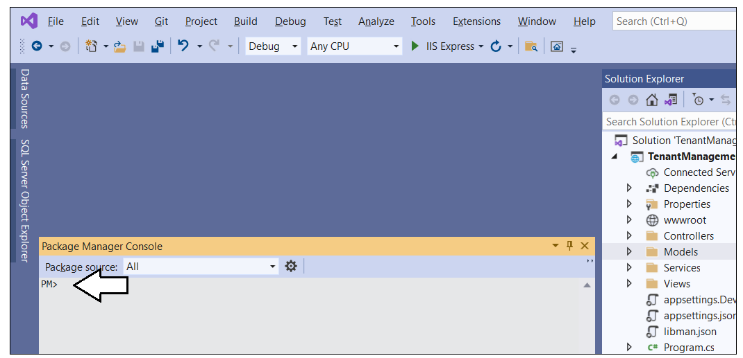 File Edit View Git Project Build Debug Test Analyze Tools Extensions Window Help Search (Ctrl+Q)
Debug Any CPU IIS Express
Data Sources
SQL Server Object Explorer
Package Manager Console
Package source: All
PM>
Solution Explorer
Search Solution Explorer (Ct
Solution 'TenantManag
TenantManageme
Connected Serv
Dependencies
Properties
wwwroot
Controllers
Models
Services
Views
appsettings.Dev
appsettings.json
libman.json
C# Program.cs